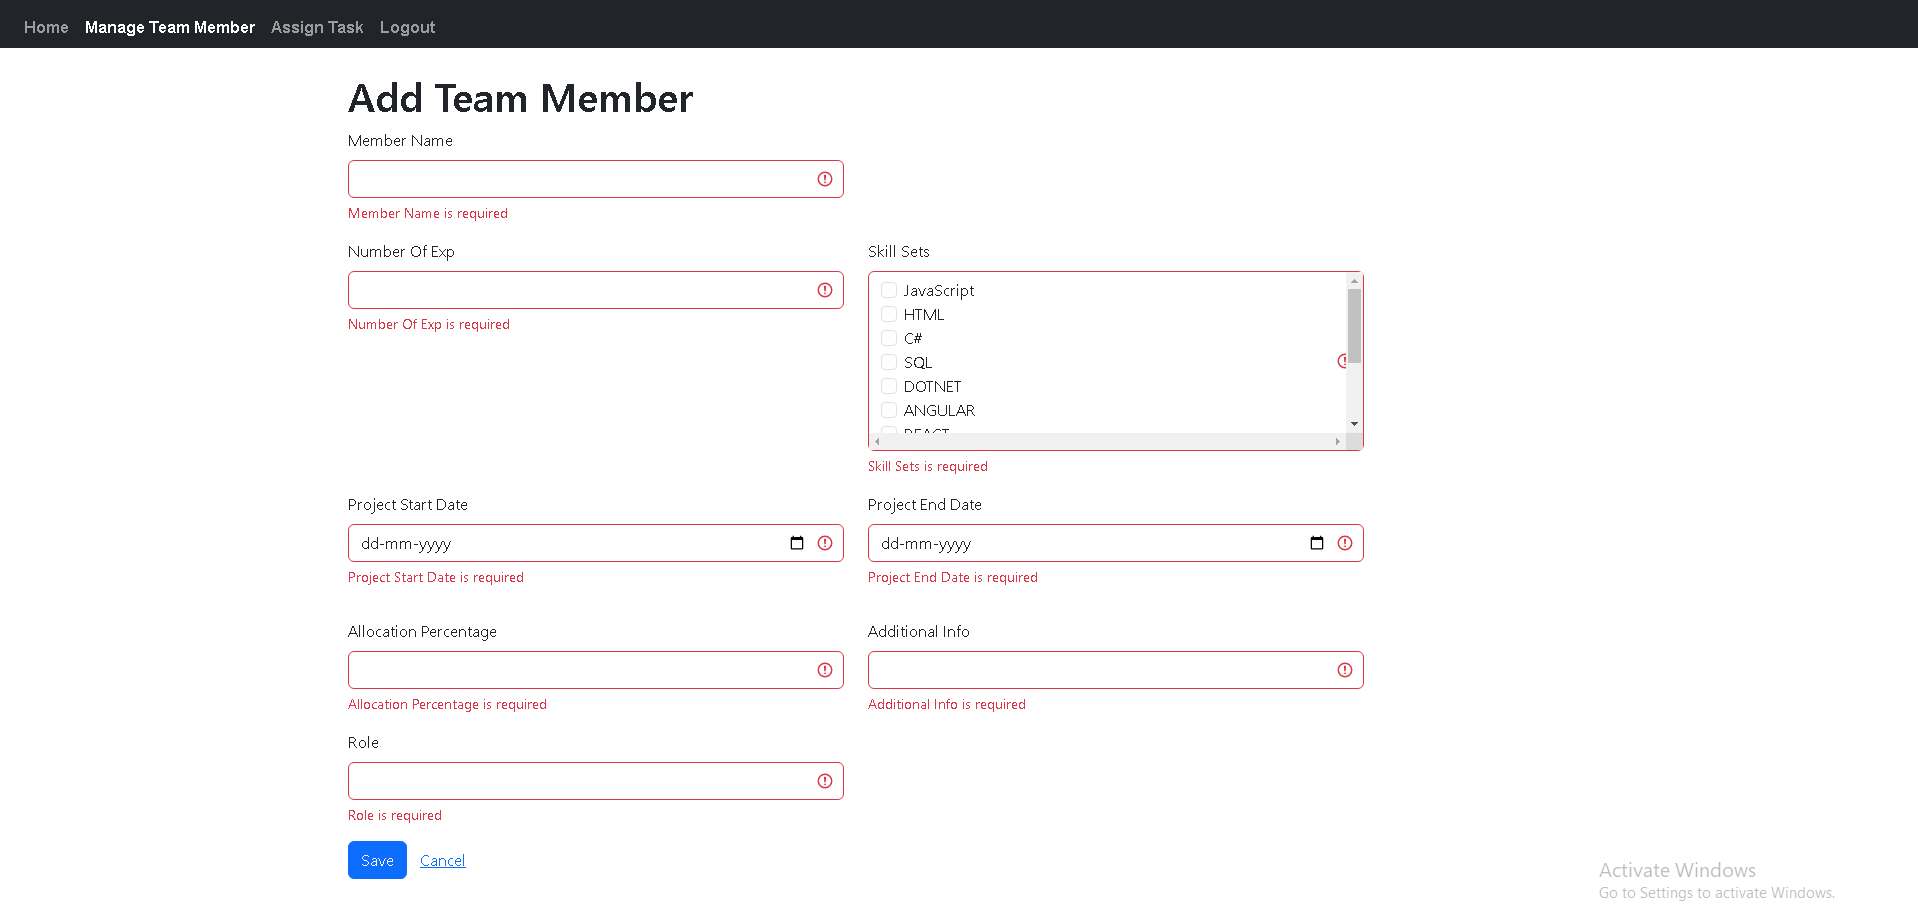 Home Manage Team Member Assign Task Logout
Add Team Member
Member Name
Member Name is required
Number Of Exp
Number Of Exp is required
Skill Sets
JavaScript
HTML
C#
SQL
DOTNET
ANGULAR
REACT
Skill Sets is required
Project Start Date
dd-mm-yyyy
Project Start Date is required
Project End Date
dd-mm-yyyy
Project End Date is required
Allocation Percentage
Allocation Percentage is required
Additional Info
Additional Info is required
Role
Role is required
Save Cancel
Activate Windows
Go to Settings to activate Windows.